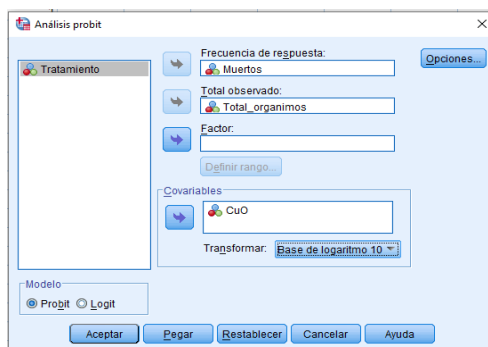 Análisis probit
Tratamiento
Frecuencia de respuesta:
Muertos
Total observado:
Total_organimos
Factor:
Definir rango...
Opciones...
Covariables
CuO
Transformar: Base de logaritmo 10
Modelo
Probit Logit
Aceptar Pegar Restablecer Cancelar Ayuda